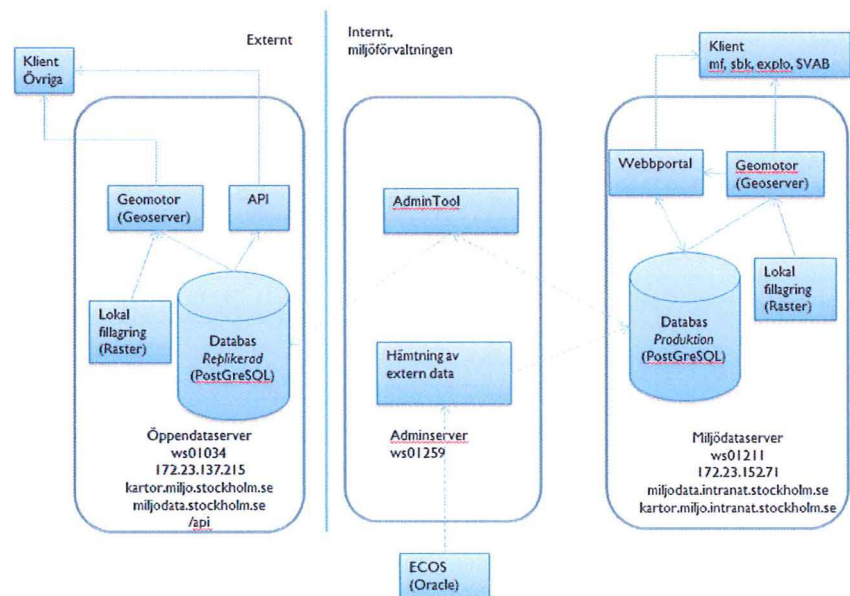 Externt
Internt,
miljöförvaltningen
Klient
Övriga
Klient
mf, sbk, explo, SVAB
Geomotor
(Geoserver)
API
Lokal
fillagring
(Raster)
Databas
Replikerad
(PostGreSQL)
Öppendataserver
ws01034
172.23.137.215
kartor.miljo.stockholm.se
miljodata.stockholm.se
/api
AdminTool
Hämtning av
extern data
Adminserver
ws01259
ECOS
(Oracle)
Webbportal
Geomotor
(Geoserver)
Databas
Produktion
(PostGreSQL)
Lokal
fillagring
(Raster)
Miljödataserver
ws01211
172.23.152.71
miljodata.intranat.stockholm.se
kartor.miljo.intranat.stockholm.se